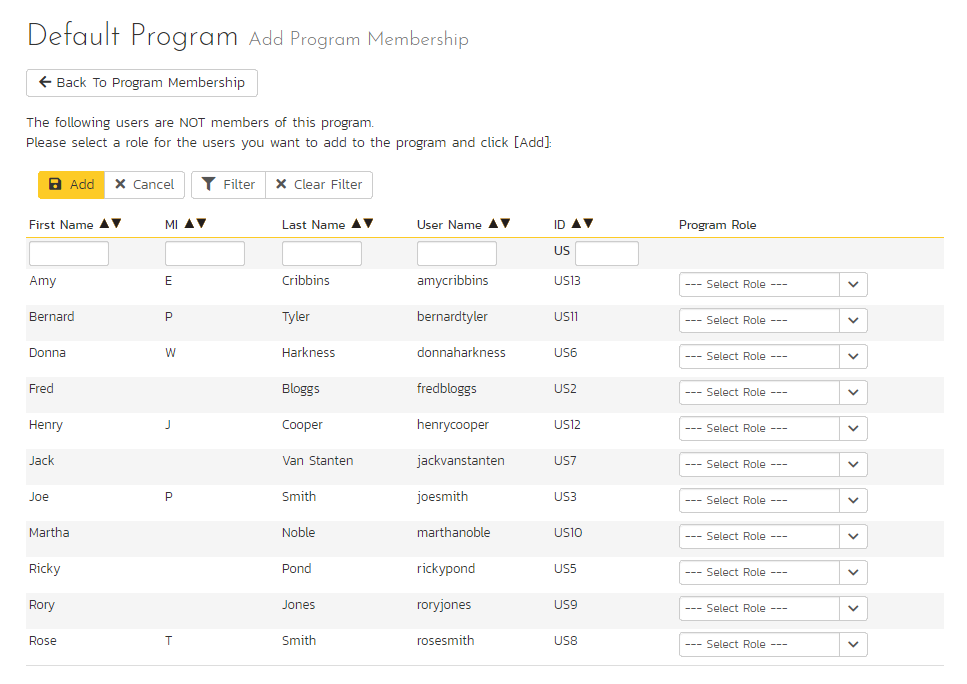 Default Program Add Program Membership
Back To Program Membership
The following users are NOT members of this program.
Please select a role for the users you want to add to the program and click [Add]:
Add Cancel Filter Clear Filter
First Name ▲▼ MI ▲▼ Last Name ▲▼ User Name ▲▼ ID ▲▼ Program Role
US
Amy E Cribbins amycribbins US13 --- Select Role ---
Bernard P Tyler bernardtyler US11 --- Select Role ---
Donna W Harkness donnaharkness US6 --- Select Role ---
Fred Bloggs fredbloggs US2 --- Select Role ---
Henry J Cooper henrycooper US12 --- Select Role ---
Jack Van Stanten jackvanstanten US7 --- Select Role ---
Joe P Smith joesmith US3 --- Select Role ---
Martha Noble marthanoble US10 --- Select Role ---
Ricky Pond rickypond US5 --- Select Role ---
Rory Jones roryjones US9 --- Select Role ---
Rose T Smith rosesmith US8 --- Select Role ---